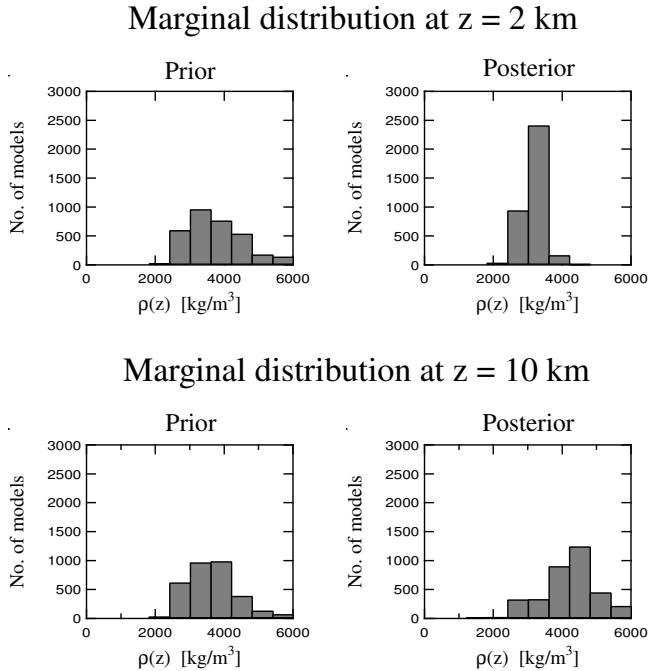 Marginal distribution at z = 2 km
Prior
Posterior
3000
2500
2000
1500
1000
500
0
No. of models
0 2000 4000 6000
ρ(z) [kg/m³]
3000
2500
2000
1500
1000
500
0
No. of models
0 2000 4000 6000
ρ(z) [kg/m³]
Marginal distribution at z = 10 km
Prior
Posterior
3000
2500
2000
1500
1000
500
0
No. of models
0 2000 4000 6000
ρ(z) [kg/m³]
3000
2500
2000
1500
1000
500
0
No. of models
0 2000 4000 6000
ρ(z) [kg/m³]